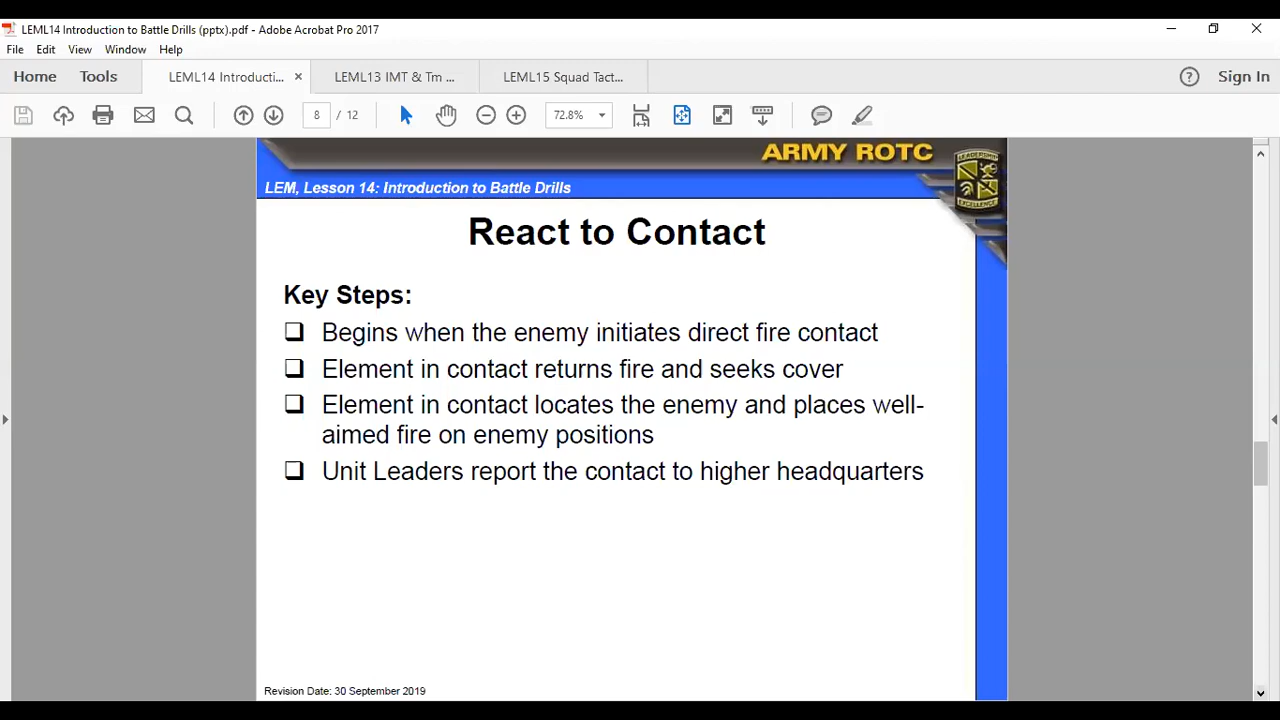 LEML14 Introduction to Battle Drills (pptx).pdf - Adobe Acrobat Pro 2017
File Edit View Window Help
Home Tools LEML14 Introducti... × LEML13 IMT & Tm ... LEML15 Squad Tact... ? Sign In
8 / 12 72.8%
ARMY ROTC
LEADERSHIP
EXCELLENCE
LEM, Lesson 14: Introduction to Battle Drills
React to Contact
Key Steps:
❑ Begins when the enemy initiates direct fire contact
❑ Element in contact returns fire and seeks cover
❑ Element in contact locates the enemy and places well-
aimed fire on enemy positions
❑ Unit Leaders report the contact to higher headquarters
Revision Date: 30 September 2019